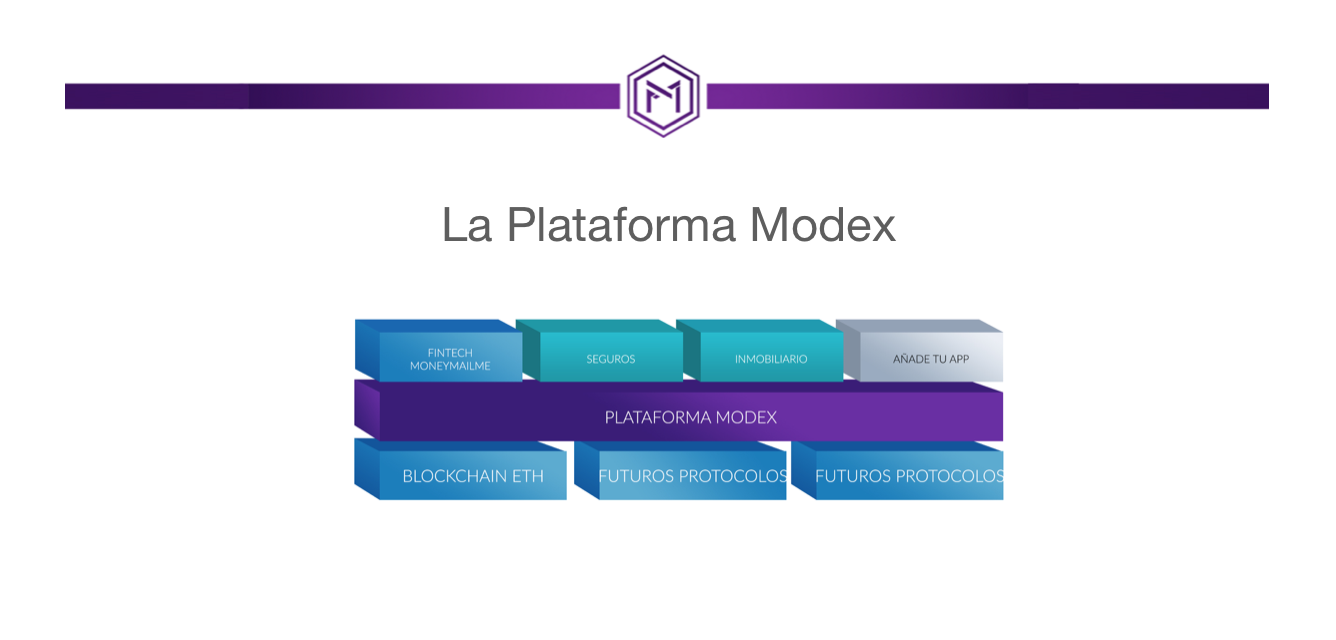 La Plataforma Modex
FINTECH
MONEYMAILME
SEGUROS
INMOBILIARIO
AÑADE TU APP
PLATAFORMA MODEX
BLOCKCHAIN ETH
FUTUROS PROTOCOLOS
FUTUROS PROTOCOLOS